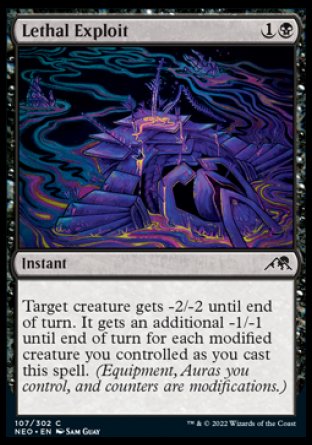 Lethal Exploit 1
Instant
Target creature gets -2/-2 until end
of turn. It gets an additional -1/-1
until end of turn for each modified
creature you controlled as you cast
this spell. (Equipment, Auras you
control, and counters are modifications.)
107/302 C
NEO • EN SAM GUAY
™ & © 2022 Wizards of the Coast